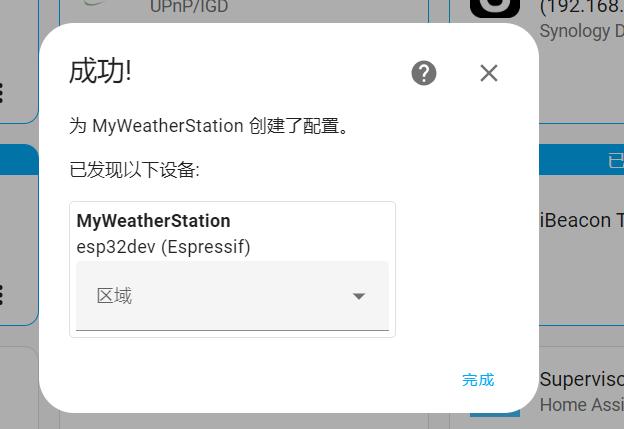 UPnP/IGD
(192.168.
Synology D
成功!
为 MyWeatherStation 创建了配置。
已发现以下设备:
已
MyWeatherStation
esp32dev (Espressif)
iBeacon T
区域
完成
Superviso
Home Assi